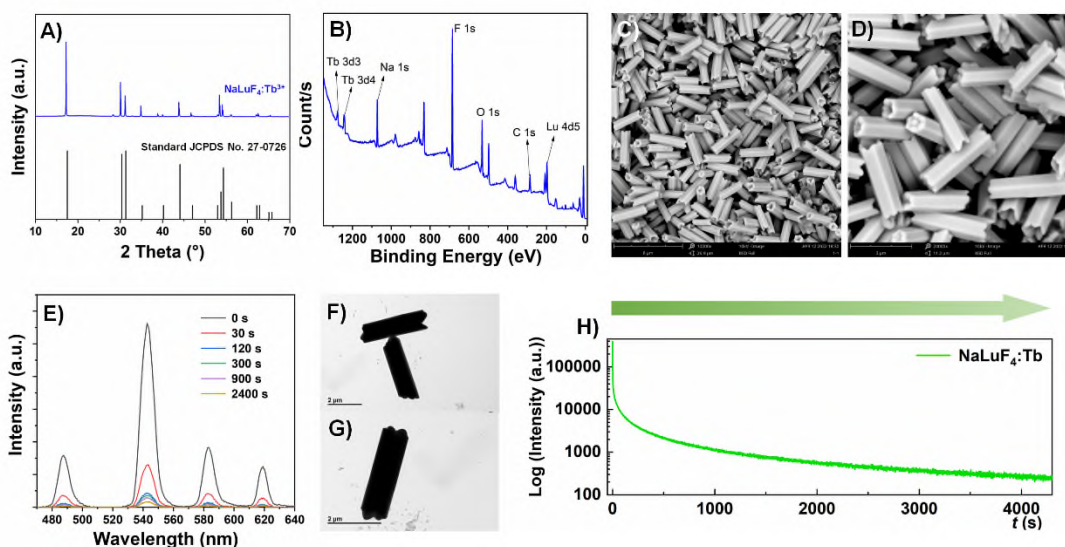 A)
Intensity (a.u.)
NaLuF₄:Tb³⁺
Standard JCPDS No. 27-0726
10 20 30 40 50 60 70
2 Theta (°)
B)
Count/s
Tb 3d3
Tb 3d4
Na 1s
F 1s
O 1s
C 1s
Lu 4d5
1200 1000 800 600 400 200 0
Binding Energy (eV)
C)
D)
E)
Intensity (a.u.)
0 s
30 s
120 s
300 s
900 s
2400 s
480 500 520 540 560 580 600 620 640
Wavelength (nm)
F)
2 μm
G)
2 μm
H)
Log (Intensity (a.u.))
NaLuF₄:Tb
100000
10000
1000
100
0 1000 2000 3000 4000
t (s)